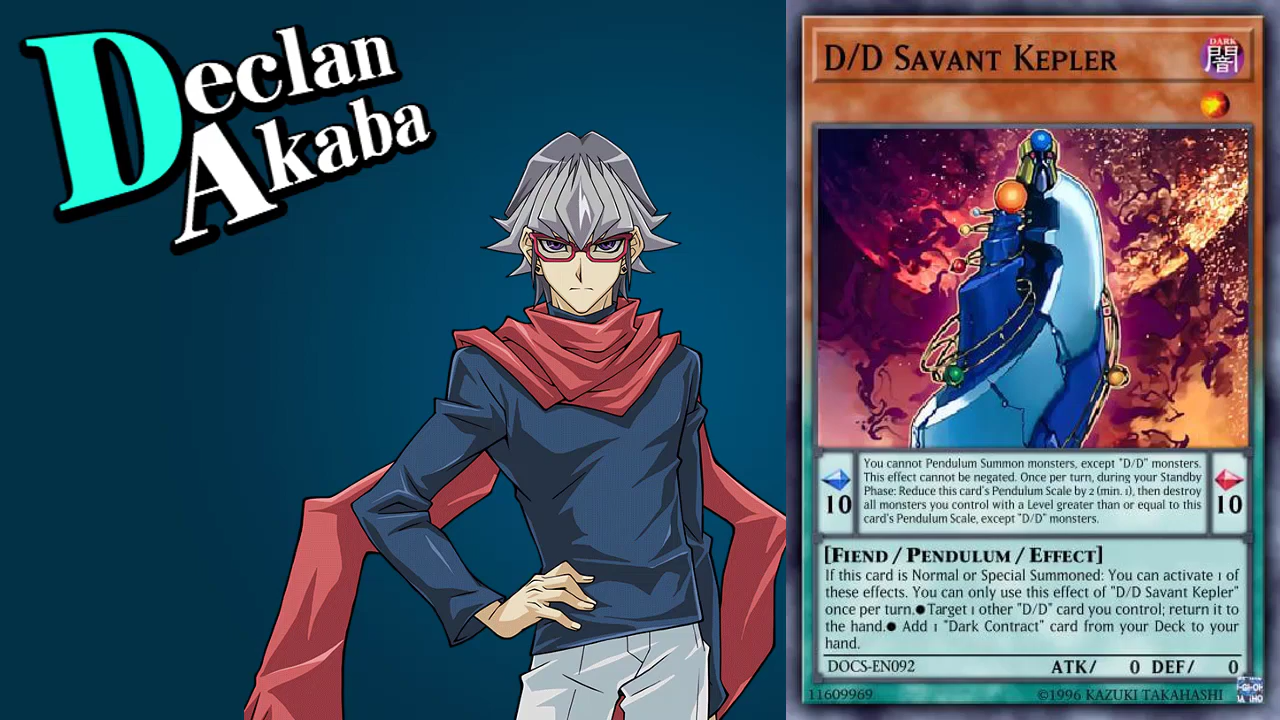 Declan
Akaba
D/D Savant Kepler
DARK
闇
You cannot Pendulum Summon monsters, except "D/D" monsters.
This effect cannot be negated. Once per turn, during your Standby
Phase: Reduce this card's Pendulum Scale by 2 (min. 1), then destroy
all monsters you control with a Level greater than or equal to this
card's Pendulum Scale, except "D/D" monsters.
10
10
[Fiend / Pendulum / Effect]
If this card is Normal or Special Summoned: You can activate 1 of
these effects. You can only use this effect of "D/D Savant Kepler"
once per turn.●Target 1 other "D/D" card you control; return it to
the hand.● Add 1 "Dark Contract" card from your Deck to your
hand.
DOCS-EN092
ATK/ 0 DEF/ 0
11609969
©1996 KAZUKI TAKAHASHI